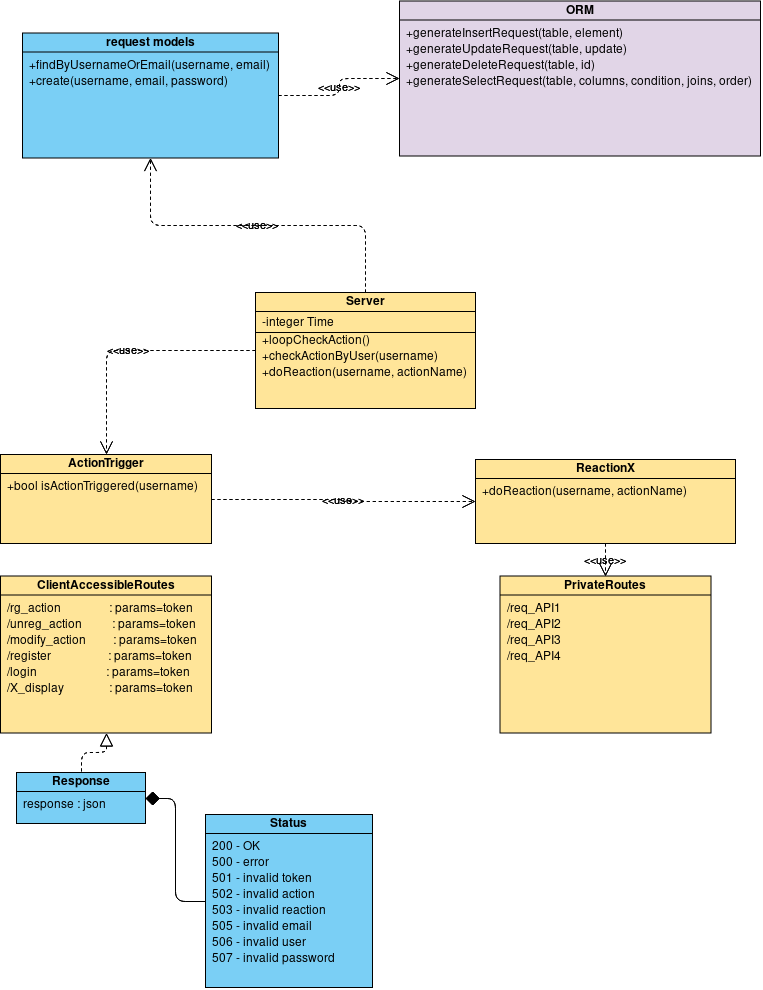 ORM
+generateInsertRequest(table, element)
+generateUpdateRequest(table, update)
+generateDeleteRequest(table, id)
+generateSelectRequest(table, columns, condition, joins, order)
request models
+findByUsernameOrEmail(username, email)
+create(username, email, password)
<<use>>
<<use>>
Server
-integer Time
+loopCheckAction()
+checkActionByUser(username)
+doReaction(username, actionName)
<<use>>
ActionTrigger
+bool isActionTriggered(username)
<<use>>
ReactionX
+doReaction(username, actionName)
<<use>>
ClientAccessibleRoutes
/rg_action : params=token
/unreg_action : params=token
/modify_action : params=token
/register : params=token
/login : params=token
/X_display : params=token
PrivateRoutes
/req_API1
/req_API2
/req_API3
/req_API4
Response
response : json
Status
200 - OK
500 - error
501 - invalid token
502 - invalid action
503 - invalid reaction
505 - invalid email
506 - invalid user
507 - invalid password